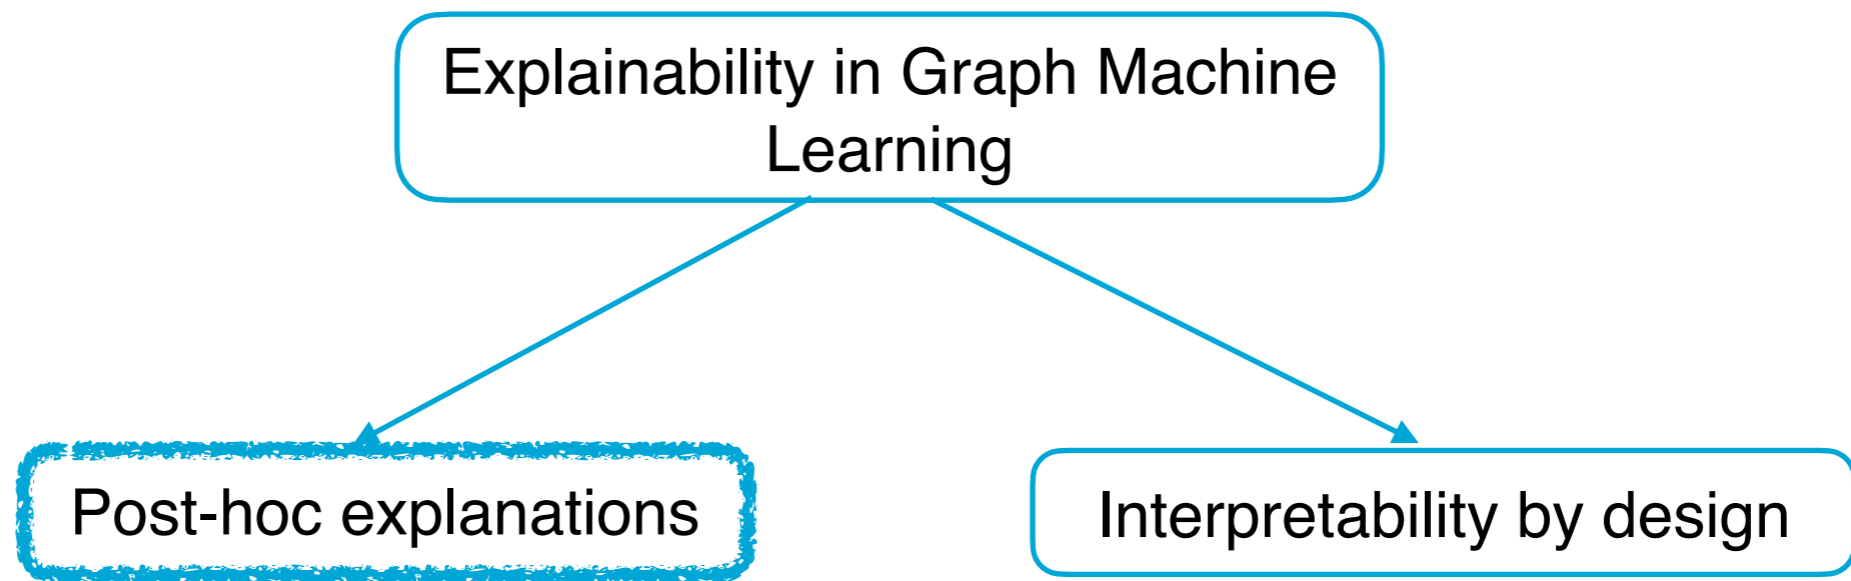 Explainability in Graph Machine
Learning
Post-hoc explanations
Interpretability by design